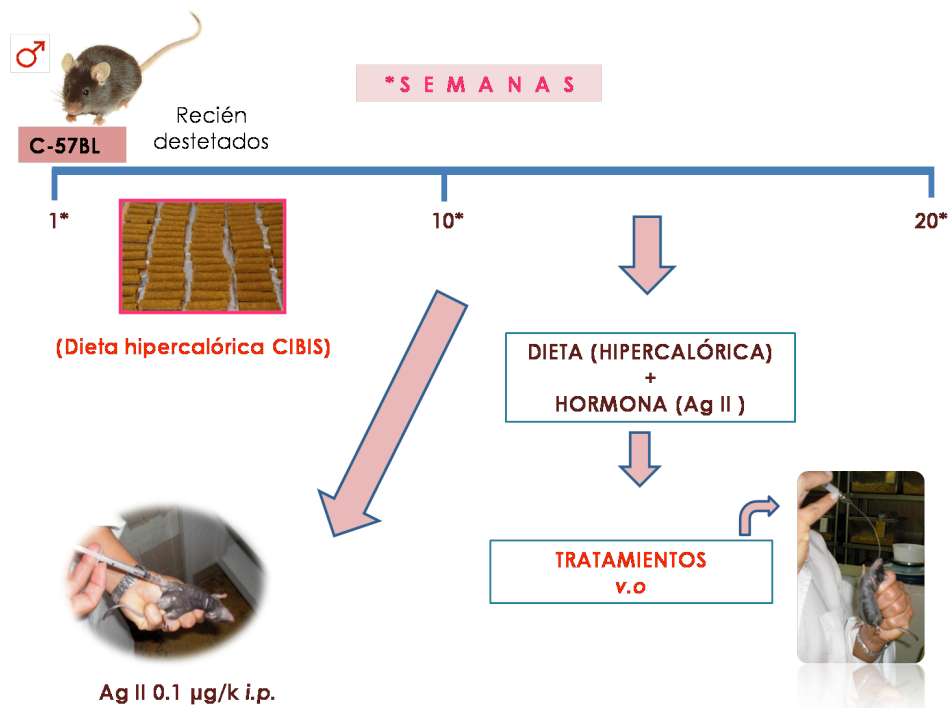 *S E M A N A S
Recién
destetados
C-57BL
1*
10*
20*
(Dieta hipercalórica CIBIS)
DIETA (HIPERCALÓRICA)
+
HORMONA (Ag II )
TRATAMIENTOS
v.o
Ag II 0.1 µg/k i.p.